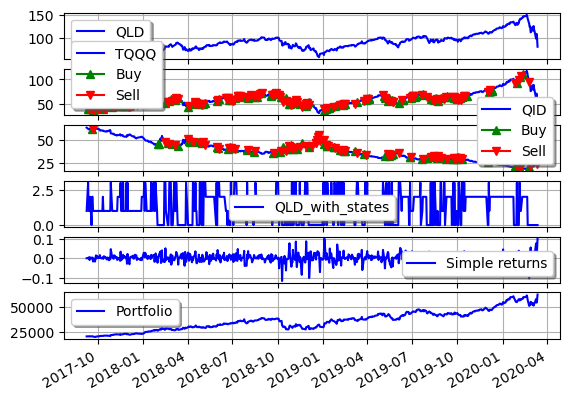 150
100
QLD
TQQQ
Buy
Sell
100
50
QID
Buy
Sell
50
25
2.5
0.0
QLD_with_states
0.1
0.0
−0.1
Simple returns
50000
25000
Portfolio
2017-10
2018-01
2018-04
2018-07
2018-10
2019-01
2019-04
2019-07
2019-10
2020-01
2020-04